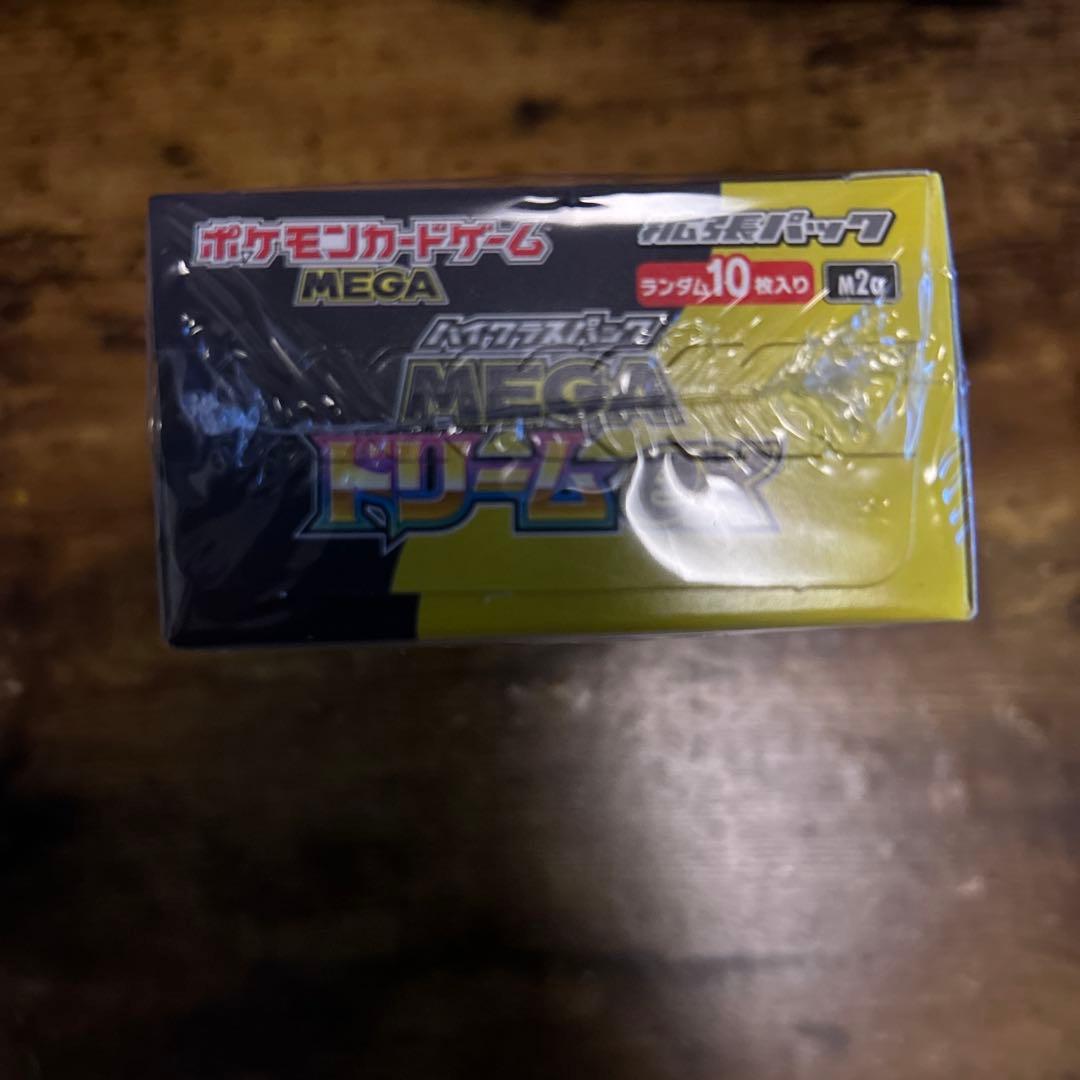 ポケモンカードゲーム
MEGA
拡張パック
ランダム10枚入り
M2a
ハイクラスパック
MEGA
ドリームex